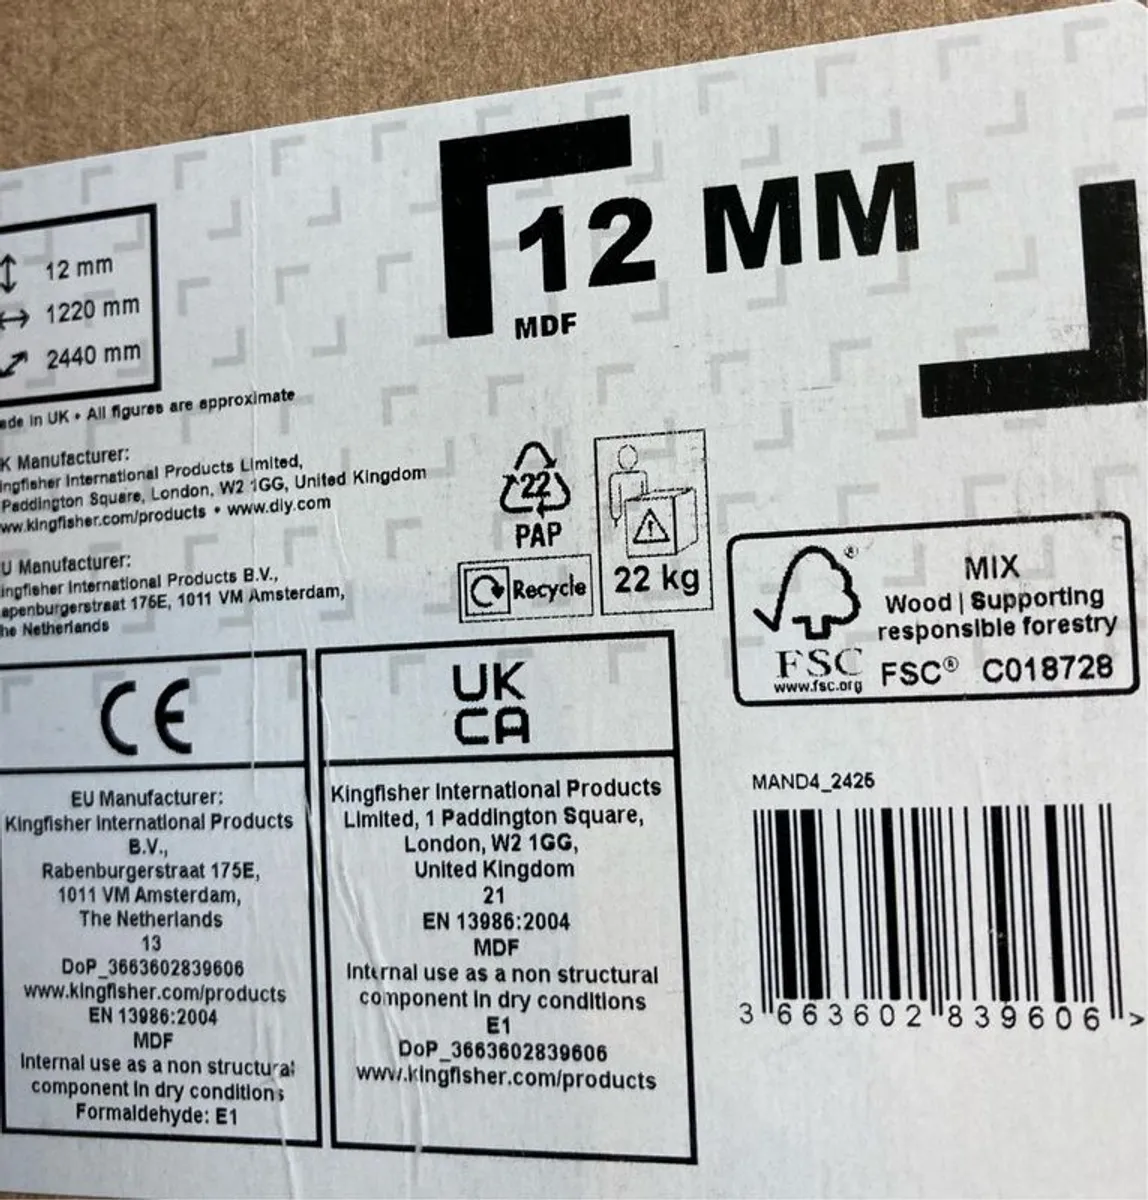 12 MM
MDF
12 mm
1220 mm
2440 mm
ade in UK • All figures are approximate
K Manufacturer:
ingfisher International Products Limited,
Paddington Square, London, W2 1GG, United Kingdom
ww.kingfisher.com/products • www.diy.com
U Manufacturer:
ingfisher International Products B.V.,
apenburgerstraat 175E, 1011 VM Amsterdam,
he Netherlands
22
PAP
Recycle
22 kg
MIX
Wood | Supporting
responsible forestry
FSC® C018728
®
FSC
www.fsc.org
CE
EU Manufacturer:
Kingfisher International Products
B.V.,
Rabenburgerstraat 175E,
1011 VM Amsterdam,
The Netherlands
13
DoP_3663602839606
www.kingfisher.com/products
EN 13986:2004
MDF
Internal use as a non structural
component in dry conditions
Formaldehyde: E1
UK
CA
Kingfisher International Products
Limited, 1 Paddington Square,
London, W2 1GG,
United Kingdom
21
EN 13986:2004
MDF
Internal use as a non structural
component in dry conditions
E1
DoP_3663602839606
www.kingfisher.com/products
MAND4_2425
3 663602 839606 >